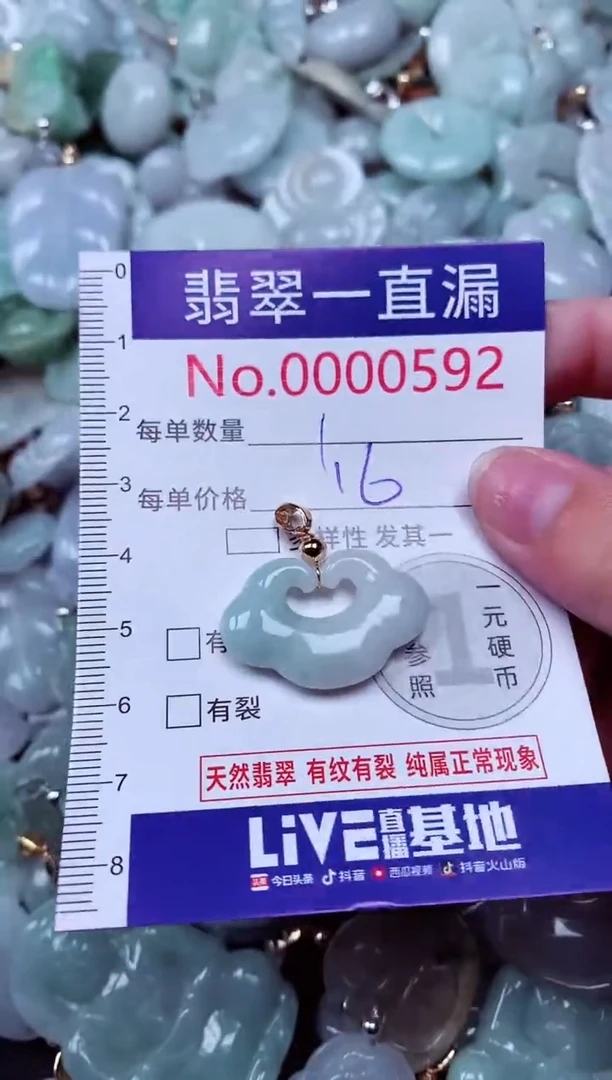 0
翡翠一直漏
1
No.0000592
2
每单数量 1
3
每单价格 16
样性 发其一
4
一元硬币
1
参照
5
有
6
有裂
7
天然翡翠 有纹有裂 纯属正常现象
8
LiVE直播基地
头条 今日头条 抖音 西瓜视频 抖音火山版